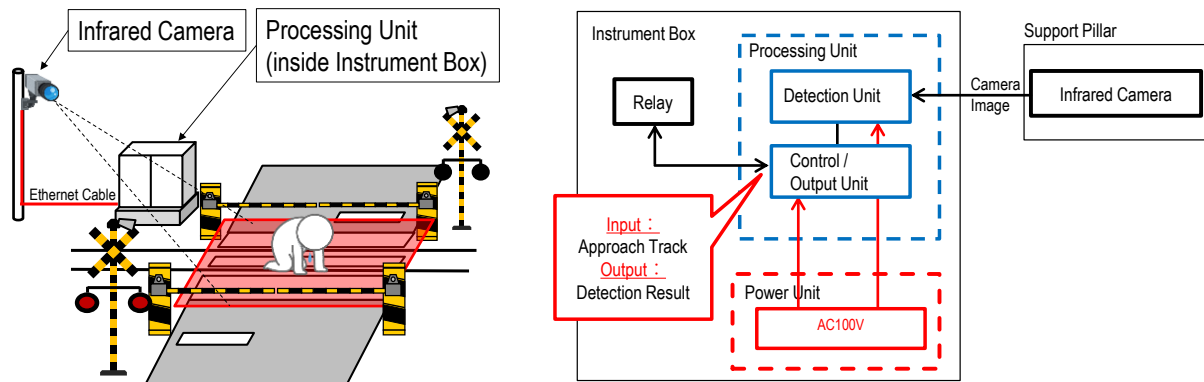 Infrared Camera
Processing Unit
(inside Instrument Box)
Ethernet Cable
Instrument Box
Processing Unit
Support Pillar
Relay
Detection Unit
Camera
Image
Infrared Camera
Control /
Output Unit
Input：
Approach Track
Output：
Detection Result
Power Unit
AC100V